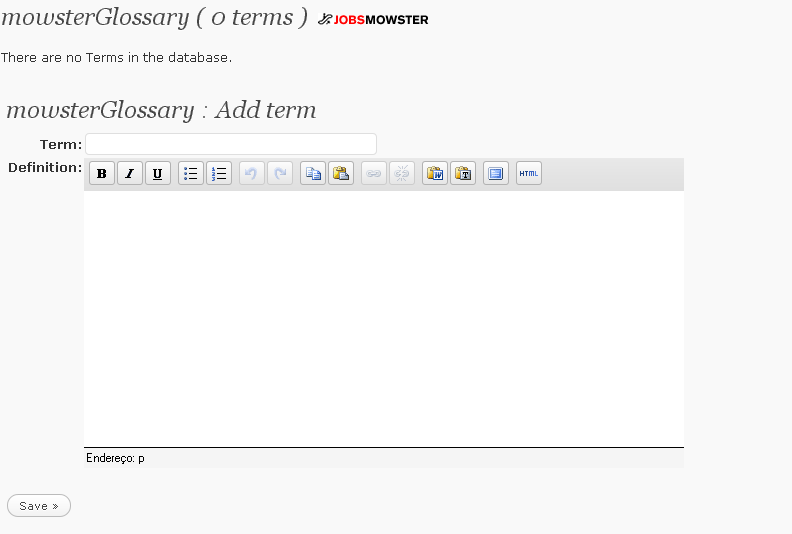 mowsterGlossary ( 0 terms ) JOBSMOWSTER
There are no Terms in the database.
mowsterGlossary : Add term
Term:
Definition:
B I U HTML
Endereço: p
Save »